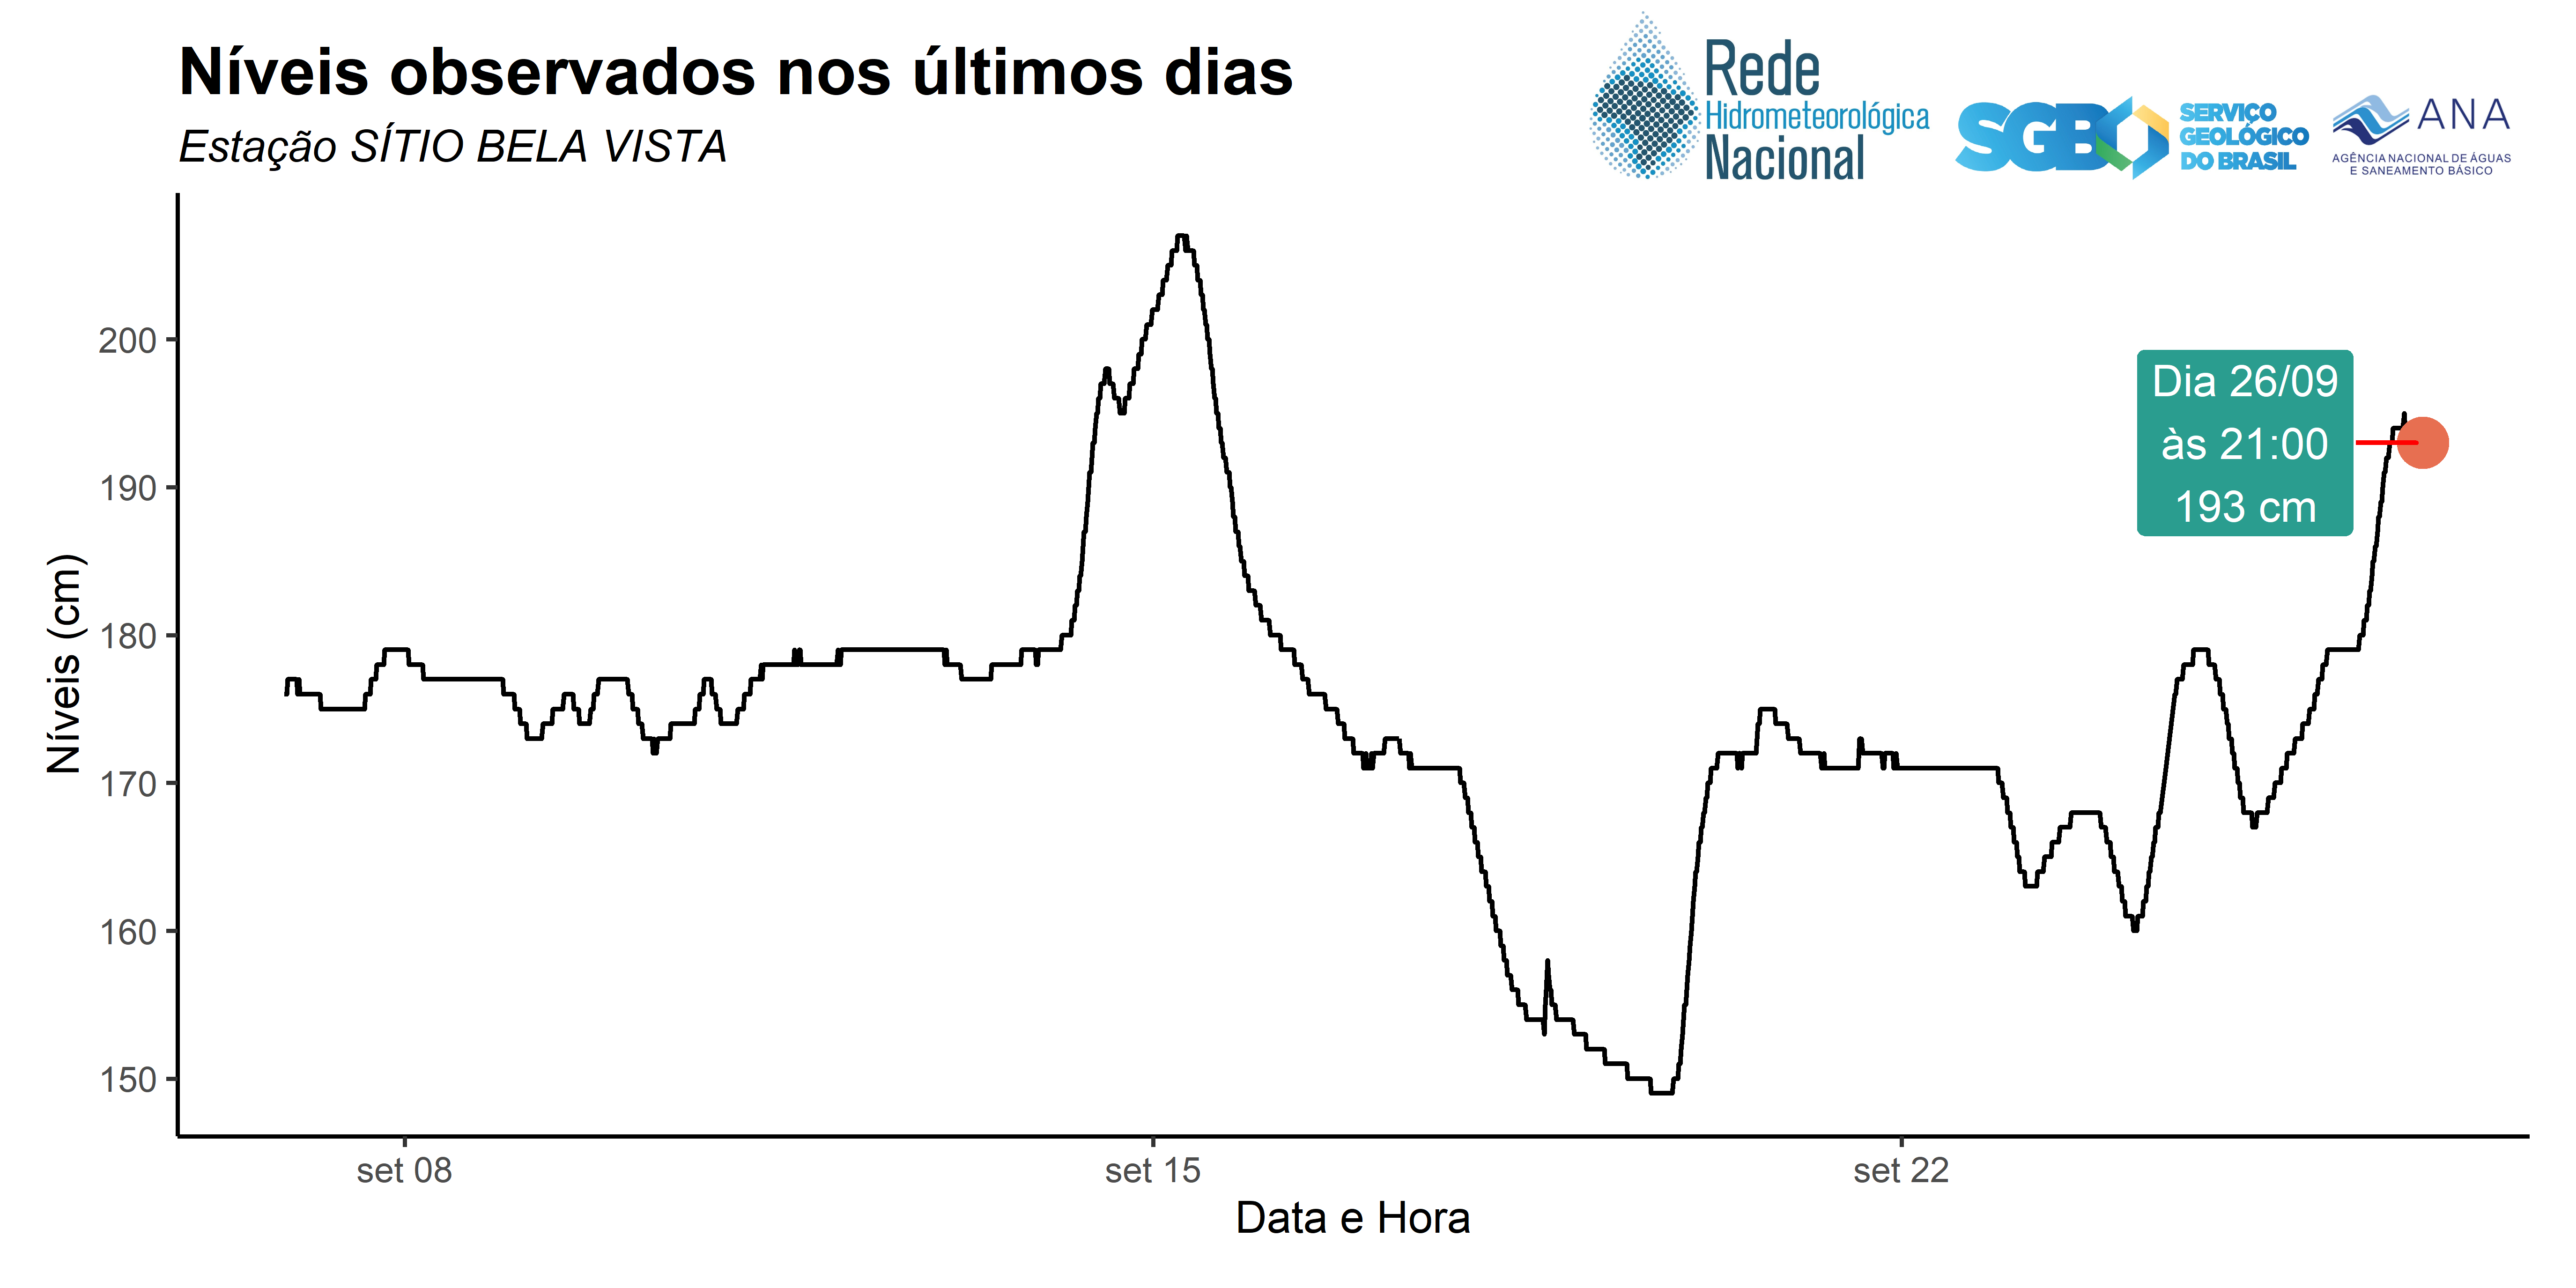 Níveis observados nos últimos dias
Estação SÍTIO BELA VISTA
Rede
Hidrometeorológica
Nacional
SGB
SERVIÇO
GEOLÓGICO
DO BRASIL
ANA
AGÊNCIA NACIONAL DE ÁGUAS
E SANEAMENTO BÁSICO
Níveis (cm)
200
190
180
170
160
150
Dia 26/09
às 21:00
193 cm
set 08
set 15
set 22
Data e Hora